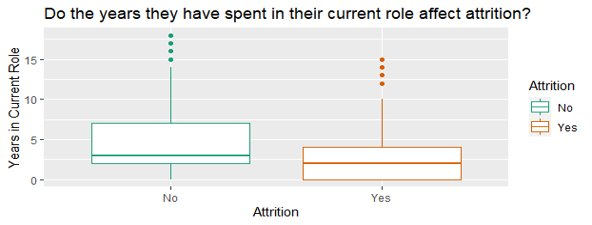 Do the years they have spent in their current role affect attrition?
Years in Current Role
15
10
5
0
No
Yes
Attrition
Attrition
No
Yes